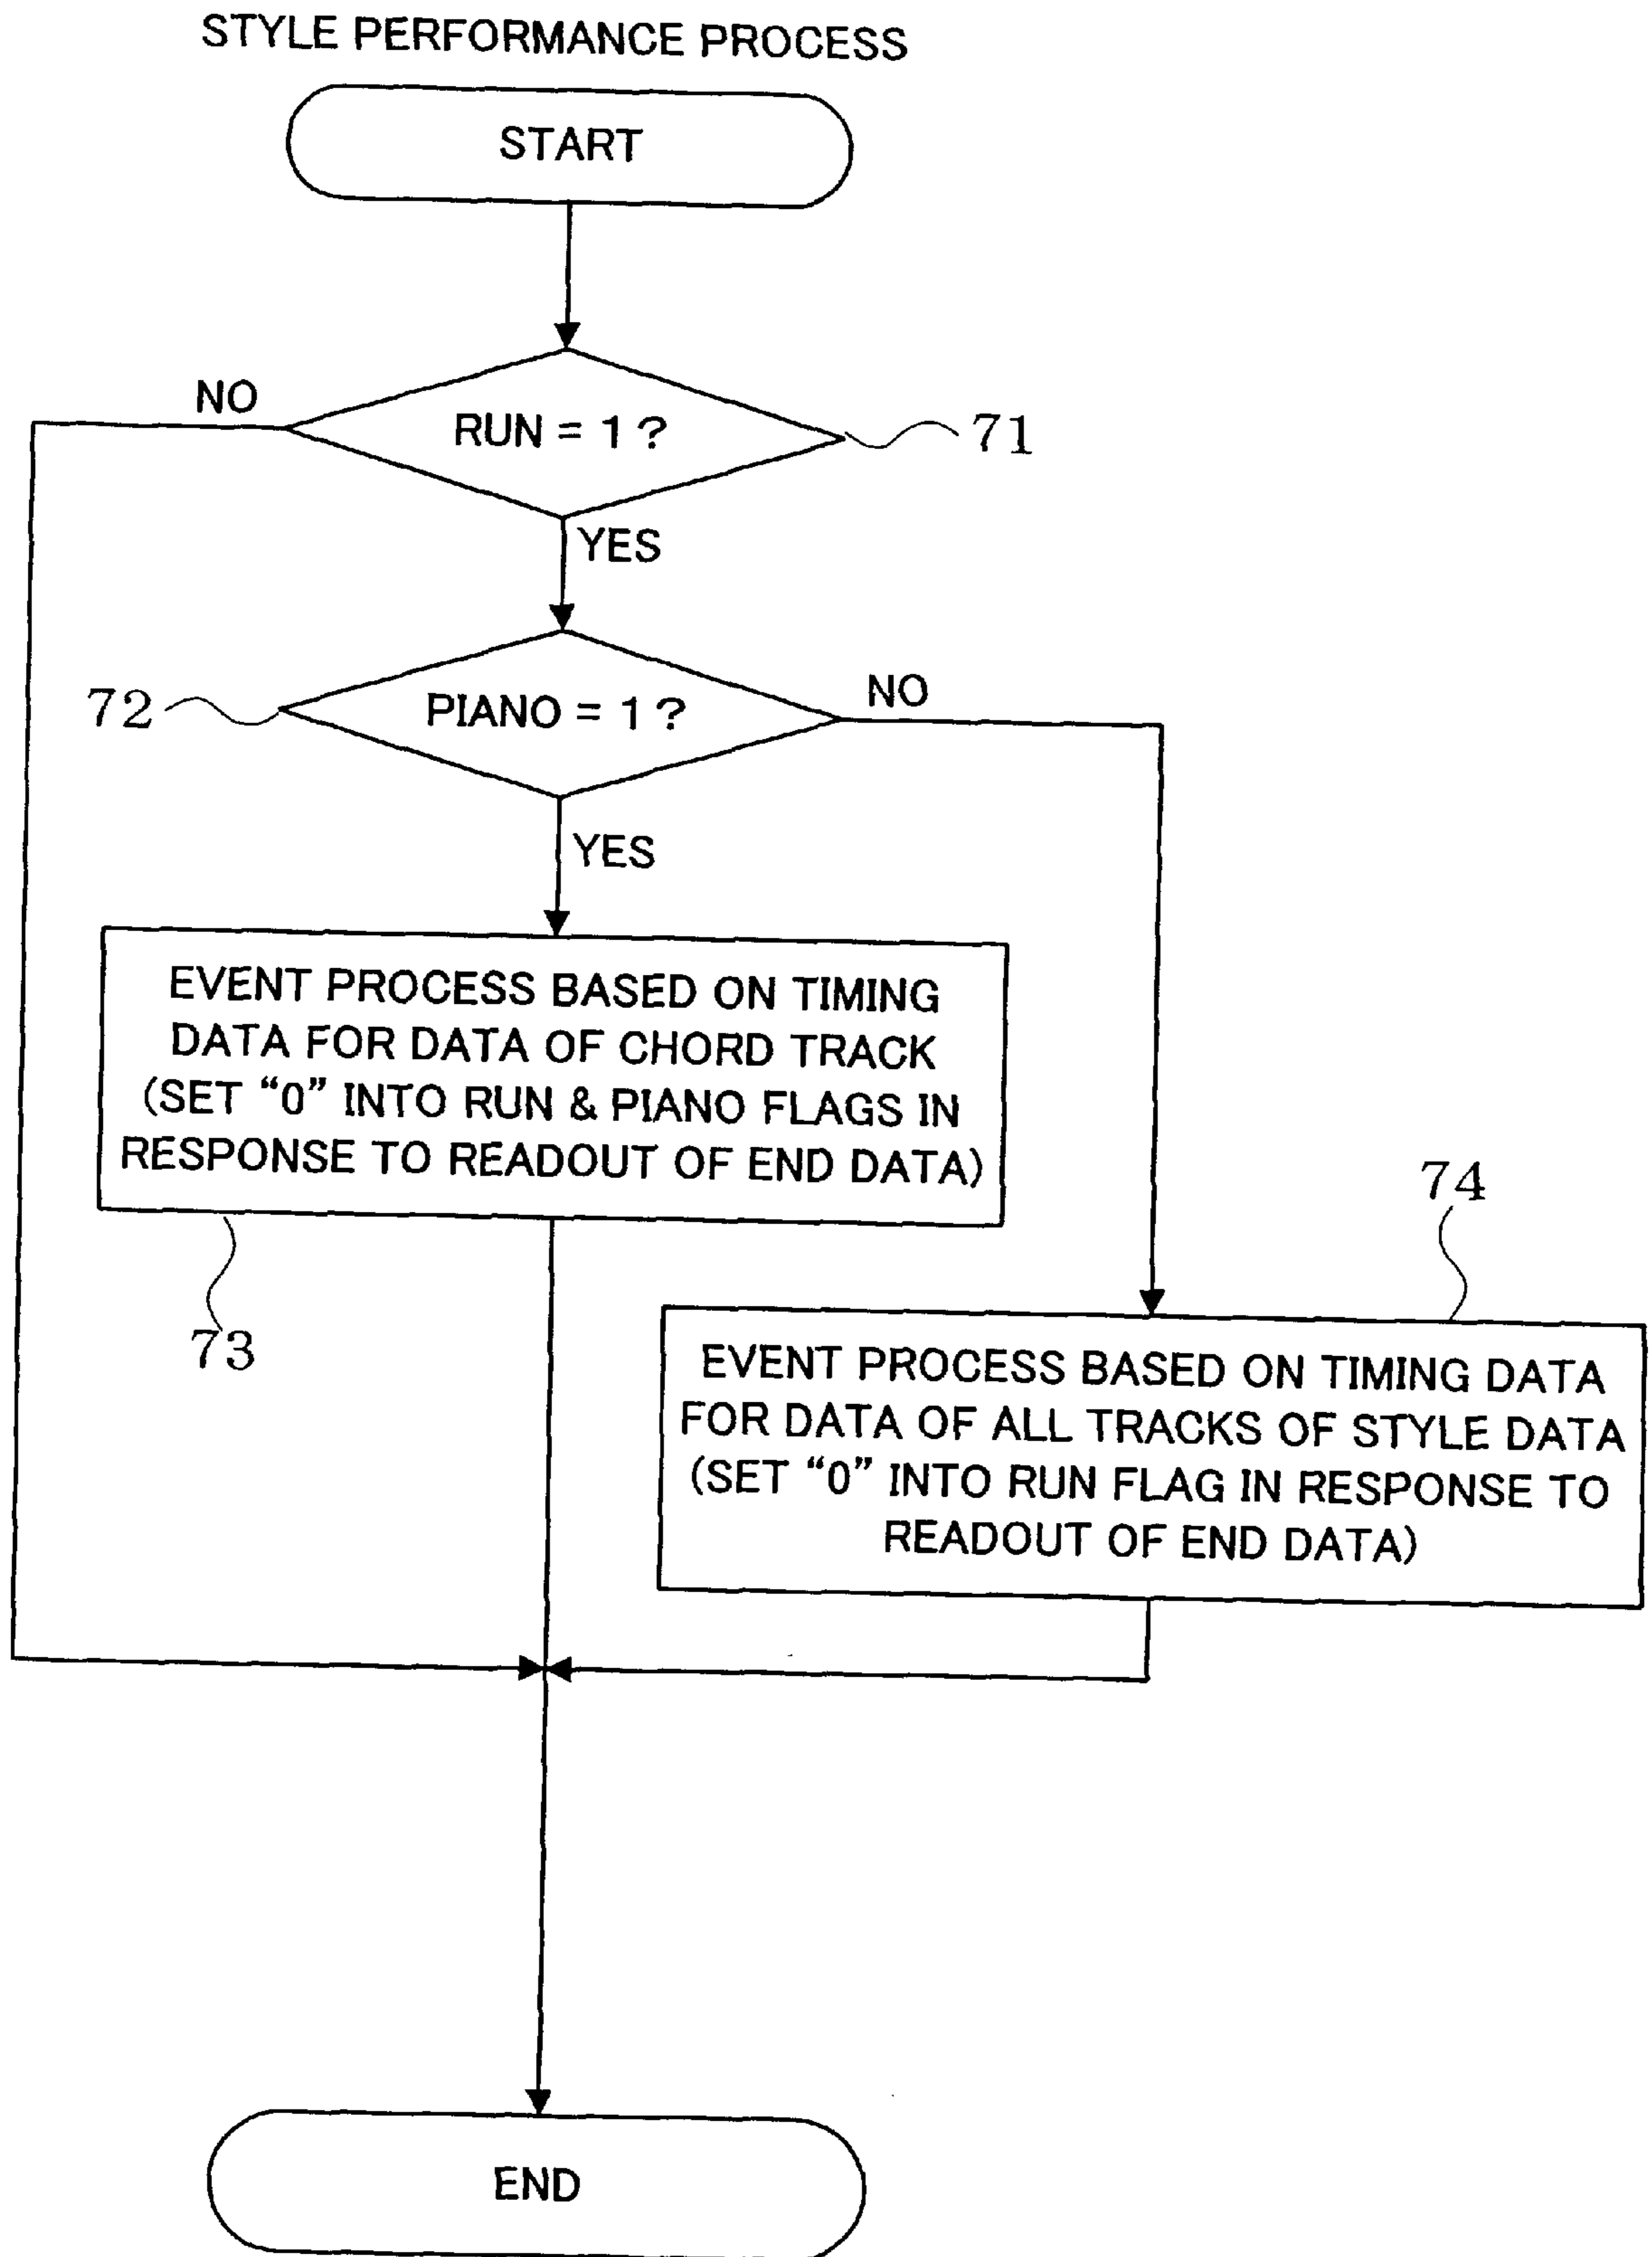 STYLE PERFORMANCE PROCESS
START
NO
RUN = 1 ?
71
YES
72
PIANO = 1 ?
NO
YES
EVENT PROCESS BASED ON TIMING
DATA FOR DATA OF CHORD TRACK
(SET “0” INTO RUN & PIANO FLAGS IN
RESPONSE TO READOUT OF END DATA)
73
74
EVENT PROCESS BASED ON TIMING DATA
FOR DATA OF ALL TRACKS OF STYLE DATA
(SET “0” INTO RUN FLAG IN RESPONSE TO
READOUT OF END DATA)
END